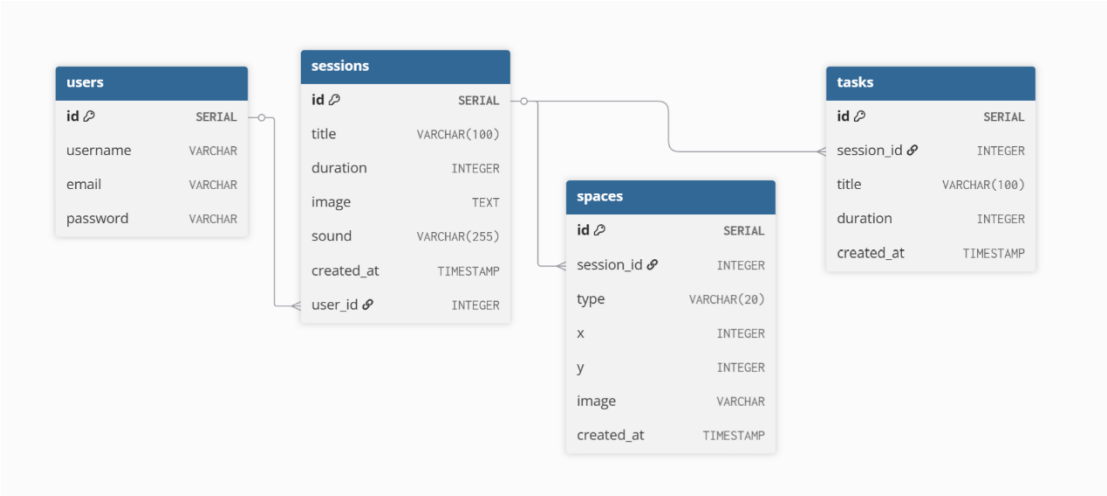 users
id SERIAL
username VARCHAR
email VARCHAR
password VARCHAR
sessions
id SERIAL
title VARCHAR(100)
duration INTEGER
image TEXT
sound VARCHAR(255)
created_at TIMESTAMP
user_id INTEGER
spaces
id SERIAL
session_id INTEGER
type VARCHAR(20)
x INTEGER
y INTEGER
image VARCHAR
created_at TIMESTAMP
tasks
id SERIAL
session_id INTEGER
title VARCHAR(100)
duration INTEGER
created_at TIMESTAMP